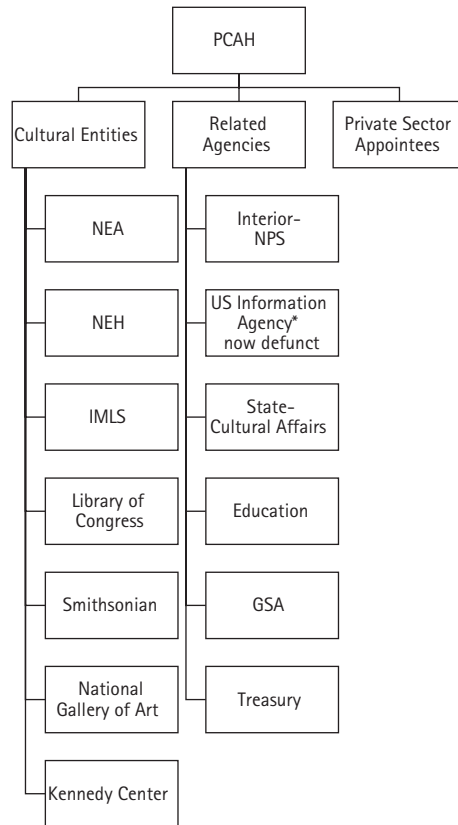 PCAH
Cultural Entities
Related
Agencies
Private Sector
Appointees
NEA
NEH
IMLS
Library of
Congress
Smithsonian
National
Gallery of Art
Kennedy Center
Interior–
NPS
US Information
Agency*
now defunct
State–
Cultural Affairs
Education
GSA
Treasury